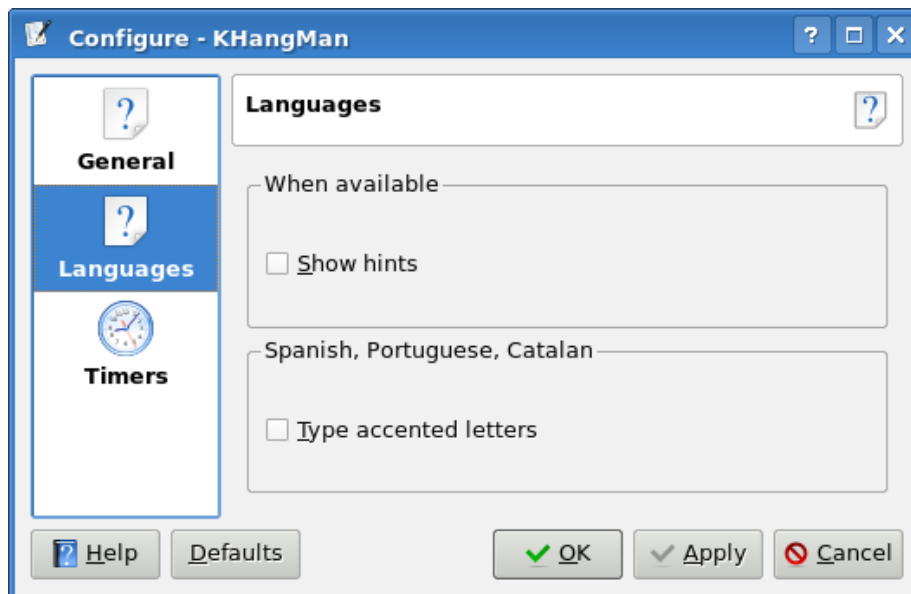 Configure - KHangMan
General
Languages
Timers
Languages
When available
Show hints
Spanish, Portuguese, Catalan
Type accented letters
Help Defaults OK Apply Cancel